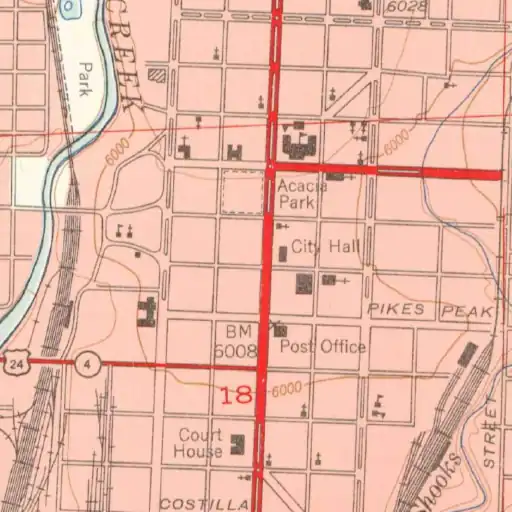 6028
CREEK
Park
6000
6000
Acacia
Park
City Hall
PIKES PEAK
BM
6008
Post Office
24
4
18
6000
Court
House
STREET
Shooks
COSTILLA